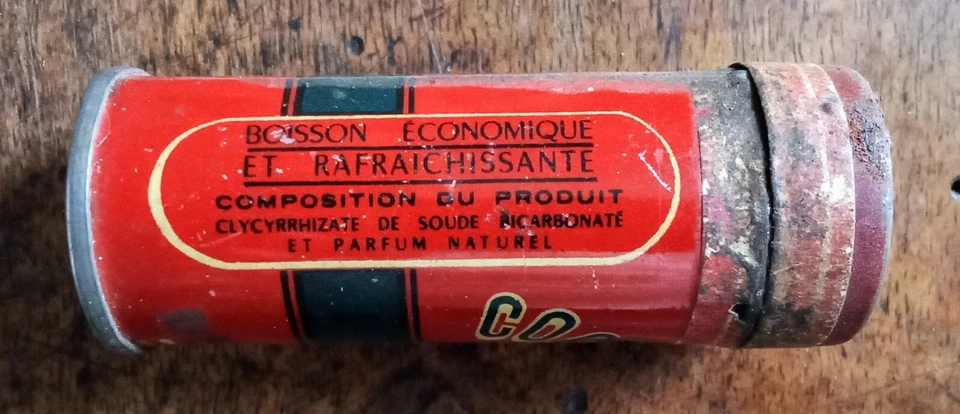 BOISSON ÉCONOMIQUE
ET RAFRAICHISSANTE
COMPOSITION DU PRODUIT
GLYCYRRHIZATE DE SOUDE BICARBONATÉ
ET PARFUM NATUREL